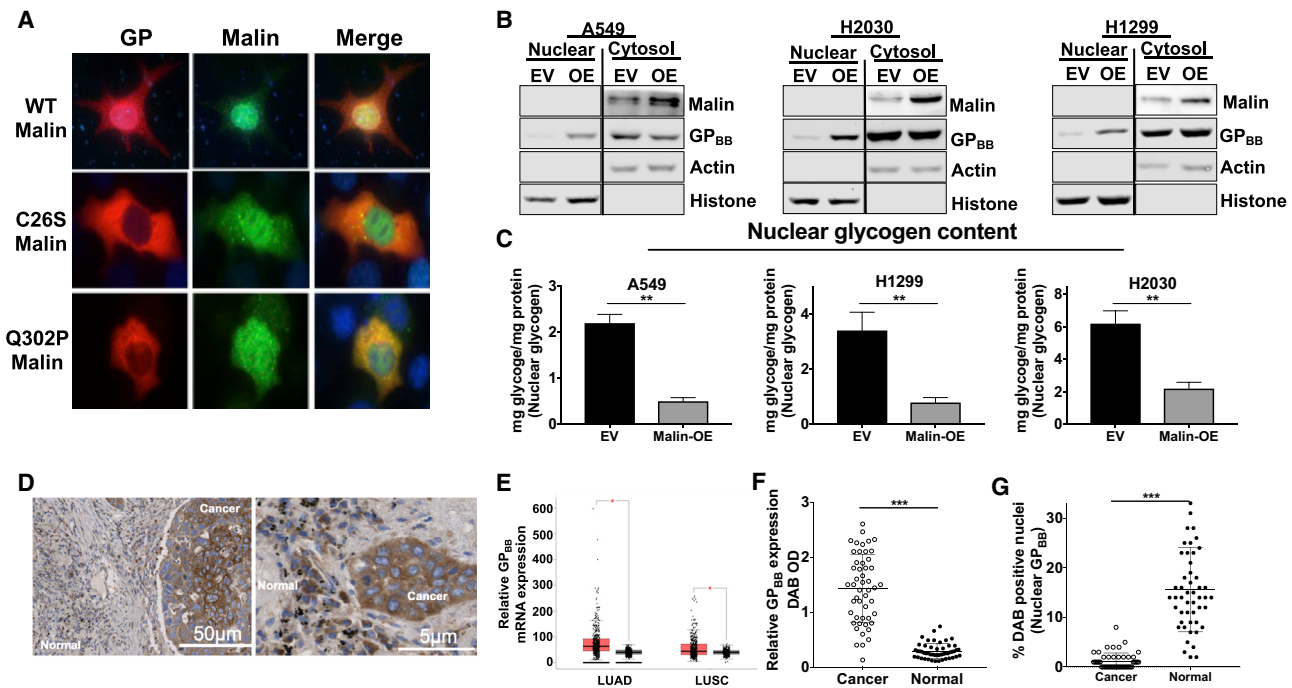 A
GP Malin Merge
WT Malin
C26S Malin
Q302P Malin
B
A549
Nuclear Cytosol
EV OE EV OE
Malin
GPBB
Actin
Histone
H2030
Nuclear Cytosol
EV OE EV OE
Malin
GPBB
Actin
Histone
H1299
Nuclear Cytosol
EV OE EV OE
Malin
GPBB
Actin
Histone
C
Nuclear glycogen content
A549
**
mg glycoge/mg protein
(Nuclear glycogen)
3
2
1
0
EV Malin-OE
H1299
**
mg glycoge/mg protein
(Nuclear glycogen)
4
2
0
EV Malin-OE
H2030
**
mg glycoge/mg protein
(Nuclear glycogen)
8
6
4
2
0
EV Malin-OE
D
Cancer
Normal
50µm
Normal
Cancer
5µm
E
Relative GPBB
mRNA expression
600
500
400
300
200
100
0
*
*
LUAD LUSC
F
Relative GPBB expression
DAB OD
3
2
1
0
***
Cancer Normal
G
% DAB positive nuclei
(Nuclear GPBB)
30
20
10
0
***
Cancer Normal